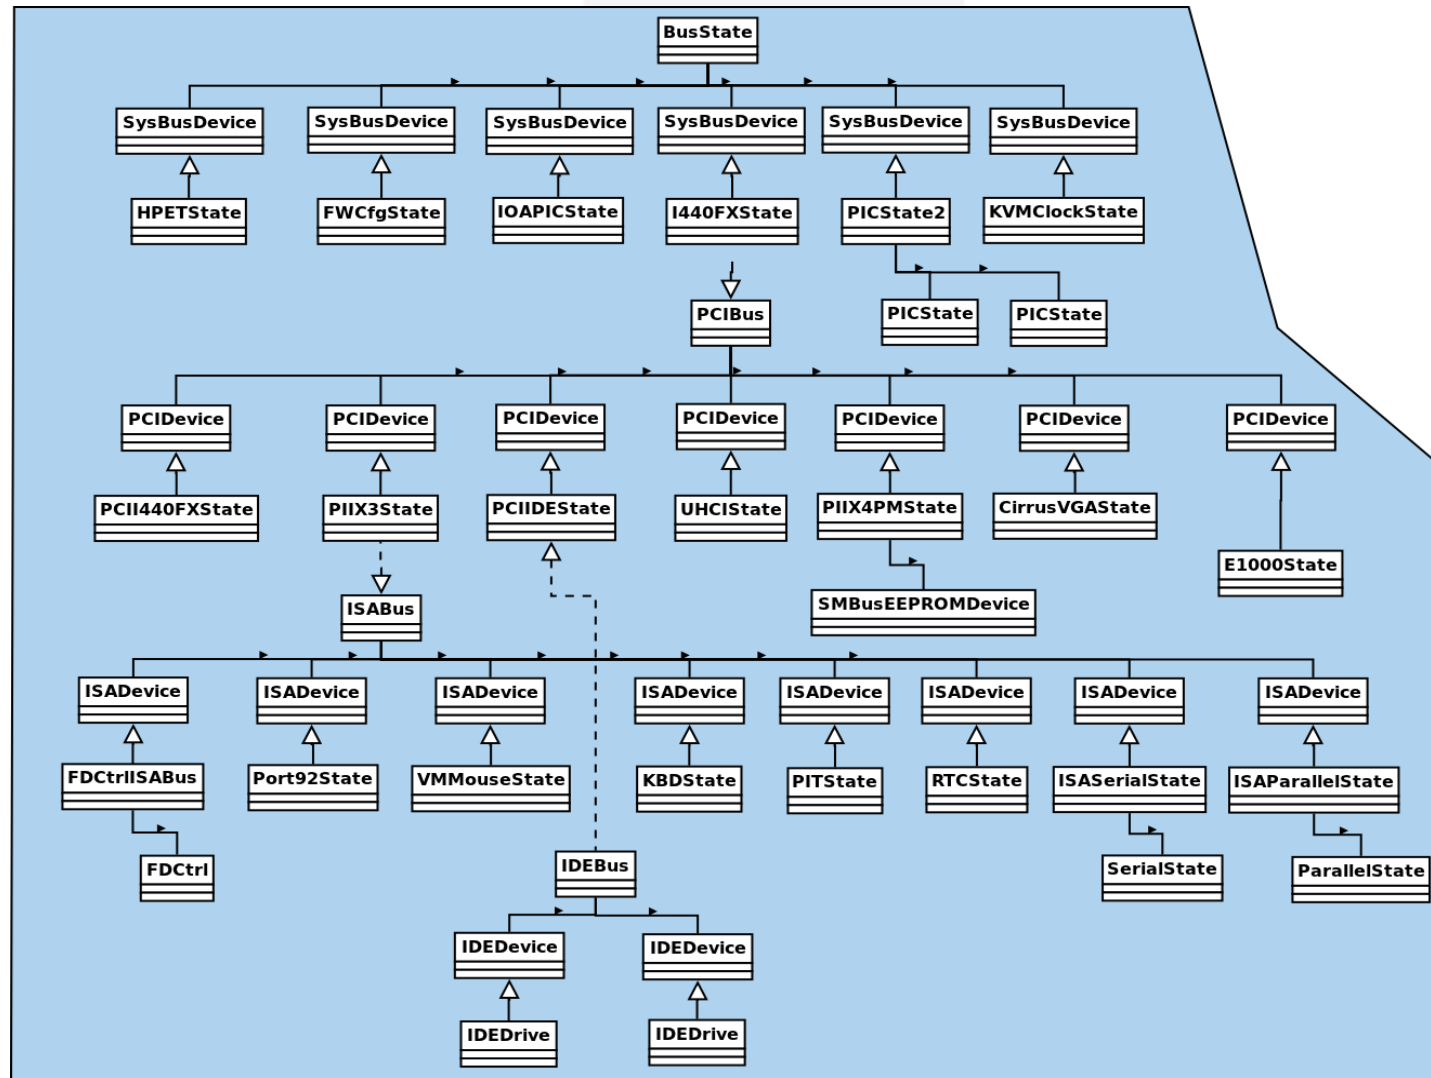 BusState
SysBusDevice SysBusDevice SysBusDevice SysBusDevice SysBusDevice SysBusDevice
HPETState FWCfgState IOAPICState I440FXState PICState2 KVMClockState
PCIBus PICState PICState
PCIDevice PCIDevice PCIDevice PCIDevice PCIDevice PCIDevice PCIDevice
PCII440FXState PIIX3State PCIIDEState UHCIState PIIX4PMState CirrusVGAState
E1000State
ISABus SMBusEEPROMDevice
ISADevice ISADevice ISADevice ISADevice ISADevice ISADevice ISADevice ISADevice
FDCtrlISABus Port92State VMMouseState KBDState PITState RTCState ISASerialState ISAParallelState
FDCtrl IDEBus SerialState ParallelState
IDEDevice IDEDevice
IDEDrive IDEDrive